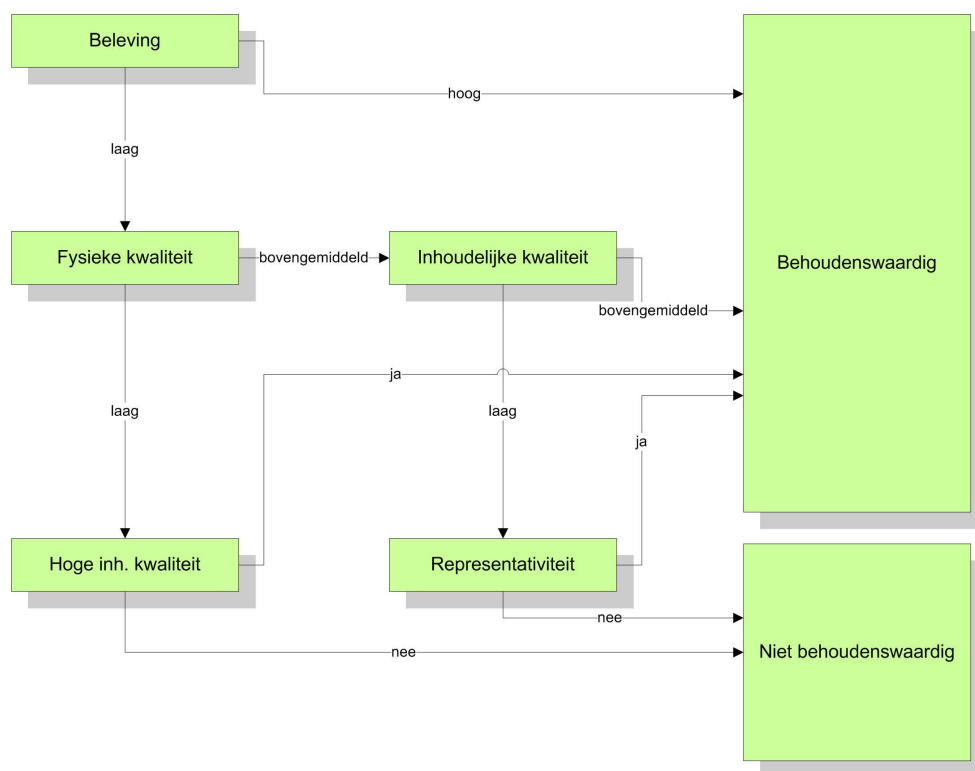 Beleving
hoog
laag
Fysieke kwaliteit
bovengemiddeld
Inhoudelijke kwaliteit
Behoudenswaardig
bovengemiddeld
ja
laag
laag
ja
Hoge inh. kwaliteit
Representativiteit
nee
nee
Niet behoudenswaardig